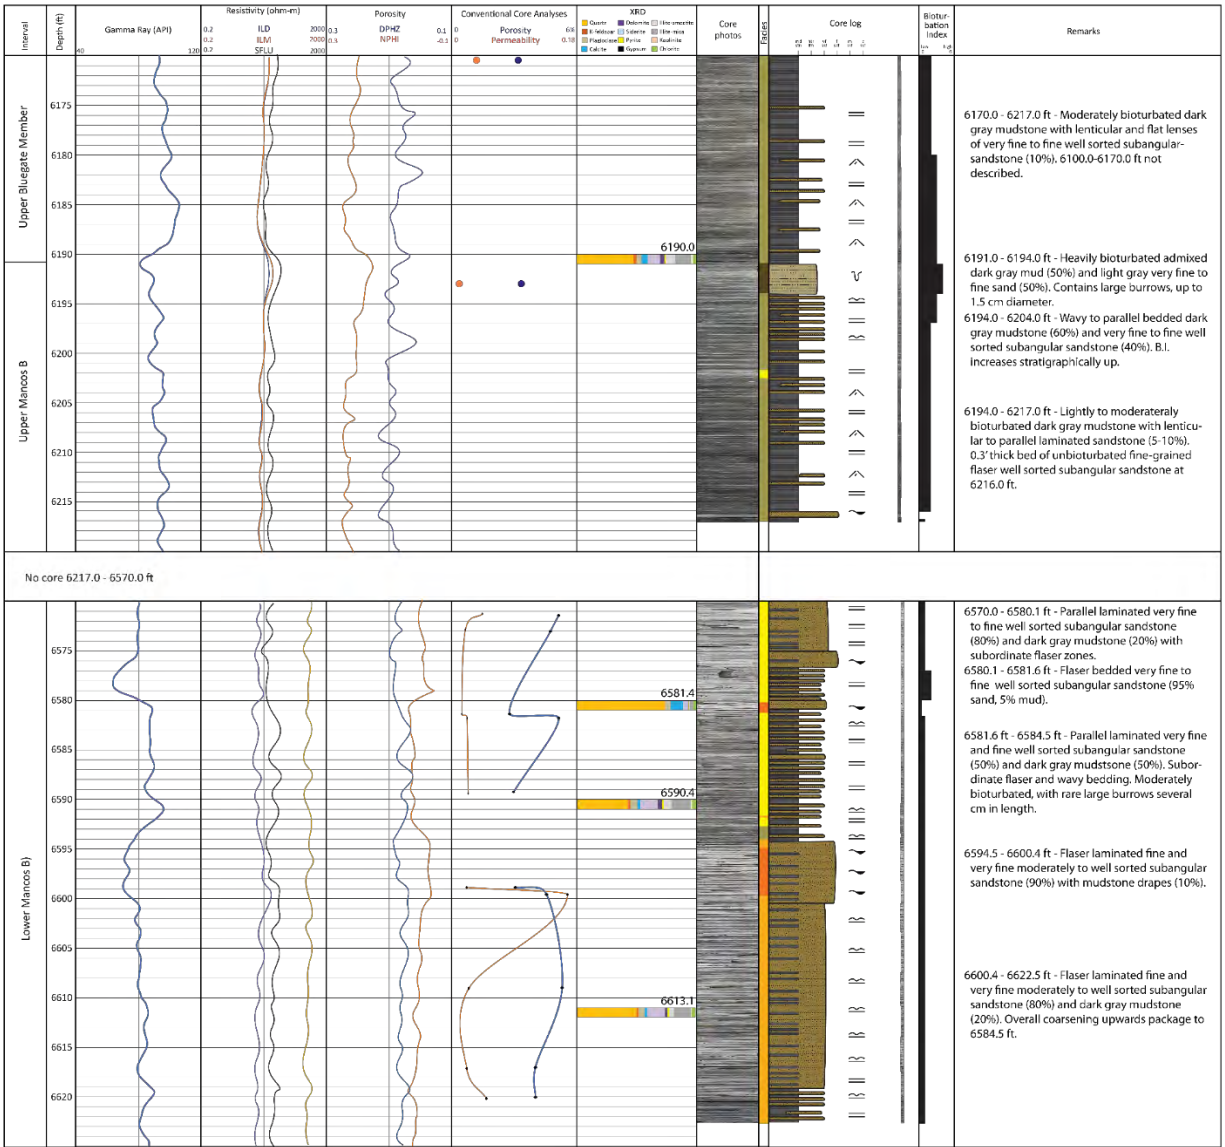 Interval
Depth (ft)
Gamma Ray (API)
40
120
Resistivity (ohm-m)
0.2 ILD 2000
0.2 ILM 2000
0.2 SFLU 2000
Porosity
0.3 DPHZ 0.1
0.3 NPHI -0.1
Conventional Core Analyses
0 Porosity 6.8
0 Permeability 0.18
XRD
Quartz
K-feldspar
Plagioclase
Calcite
Dolomite
Siderite
Pyrite
Gypsum
Illite-smectite
Illite-mica
Kaolinite
Chlorite
Core
photos
Facies
Core log
Biotur-
bation
Index
Remarks
Upper Bluegate Member
Upper Mancos B
6175
6180
6185
6190
6195
6200
6205
6210
6215
6190.0
6170.0 - 6217.0 ft - Moderately bioturbated dark
gray mudstone with lenticular and flat lenses
of very fine to fine well sorted subangular-
sandstone (10%). 6100.0-6170.0 ft not
described.
6191.0 - 6194.0 ft - Heavily bioturbated admixed
dark gray mud (50%) and light gray very fine to
fine sand (50%). Contains large burrows, up to
1.5 cm diameter.
6194.0 - 6204.0 ft - Wavy to parallel bedded dark
gray mudstone (60%) and very fine to fine well
sorted subangular sandstone (40%). B.I.
increases stratigraphically up.
6194.0 - 6217.0 ft - Lightly to moderateraly
bioturbated dark gray mudstone with lenticu-
lar to parallel laminated sandstone (5-10%).
0.3' thick bed of unbioturbated fine-grained
flaser well sorted subangular sandstone at
6216.0 ft.
No core 6217.0 - 6570.0 ft
Lower Mancos B)
6575
6580
6585
6590
6595
6600
6605
6610
6615
6620
6581.4
6590.4
6613.1
6570.0 - 6580.1 ft - Parallel laminated very fine
to fine well sorted subangular sandstone
(80%) and dark gray mudstone (20%) with
subordinate flaser zones.
6580.1 - 6581.6 ft - Flaser bedded very fine to
fine well sorted subangular sandstone (95%
sand, 5% mud).
6581.6 ft - 6584.5 ft - Parallel laminated very fine
and fine well sorted subangular sandstone
(50%) and dark gray mudstsone (50%). Subor-
dinate flaser and wavy bedding. Moderately
bioturbated, with rare large burrows several
cm in length.
6594.5 - 6600.4 ft - Flaser laminated fine and
very fine moderately to well sorted subangular
sandstone (90%) with mudstone drapes (10%).
6600.4 - 6622.5 ft - Flaser laminated fine and
very fine moderately to well sorted subangular
sandstone (80%) and dark gray mudstone
(20%). Overall coarsening upwards package to
6584.5 ft.